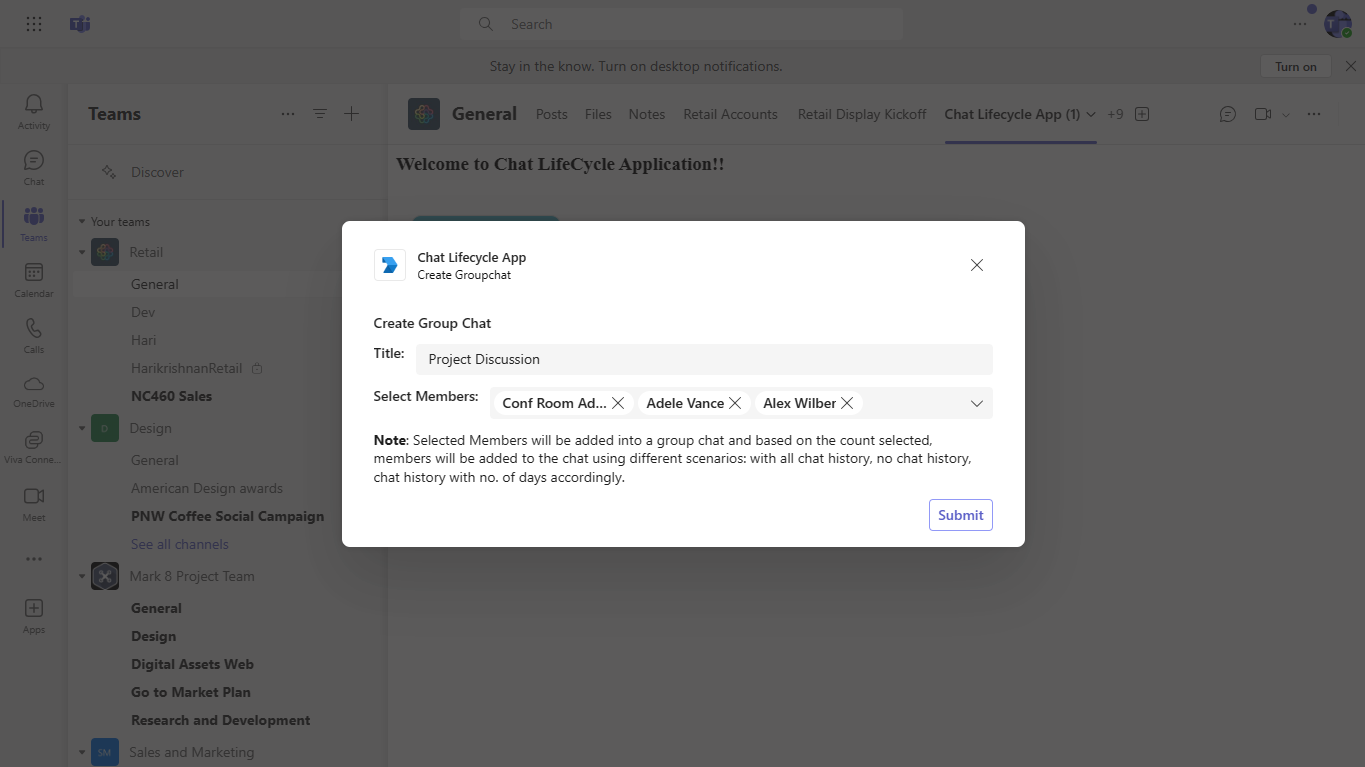 Search
Stay in the know. Turn on desktop notifications.
Turn on
Activity
Chat
Teams
Calendar
Calls
OneDrive
Viva Conne...
Meet
Apps
Teams
Discover
Your teams
Retail
General
Dev
Hari
HarikrishnanRetail
NC460 Sales
D
Design
General
American Design awards
PNW Coffee Social Campaign
See all channels
Mark 8 Project Team
General
Design
Digital Assets Web
Go to Market Plan
Research and Development
SM
Sales and Marketing
General Posts Files Notes Retail Accounts Retail Display Kickoff Chat Lifecycle App (1) +9
Welcome to Chat LifeCycle Application!!
Chat Lifecycle App
Create Groupchat
Create Group Chat
Title: Project Discussion
Select Members: Conf Room Ad... Adele Vance Alex Wilber
Note: Selected Members will be added into a group chat and based on the count selected,
members will be added to the chat using different scenarios: with all chat history, no chat history,
chat history with no. of days accordingly.
Submit